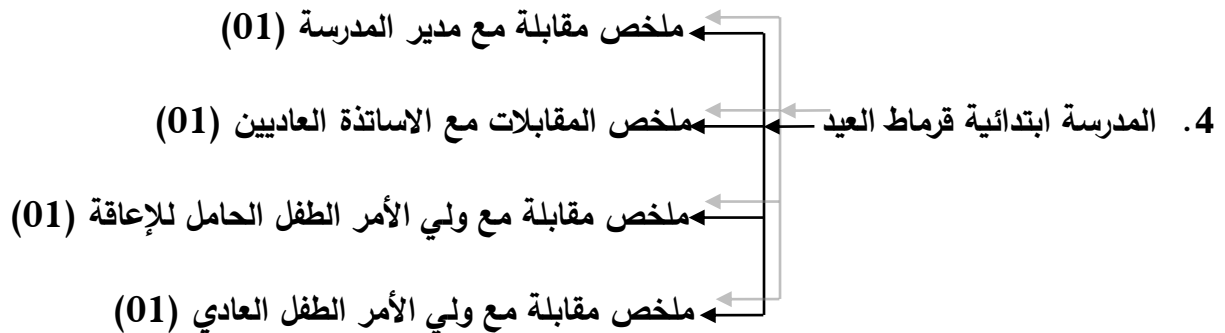 ملخص مقابلة مع مدير المدرسة (01)
4. المدرسة ابتدائية قرماط العيد
ملخص المقابلات مع الاساتذة العاديين (01)
ملخص مقابلة مع ولي الأمر الطفل الحامل للإعاقة (01)
ملخص مقابلة مع ولي الأمر الطفل العادي (01)